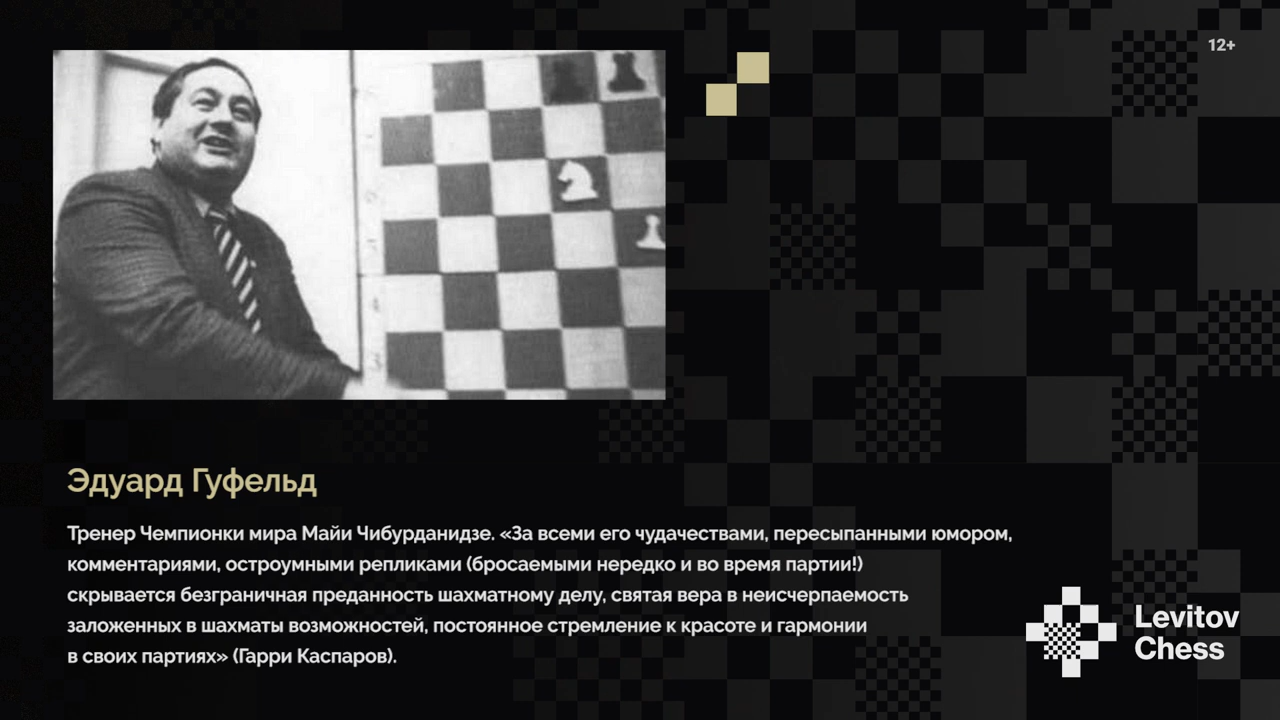 12+
Эдуард Гуфельд
Тренер Чемпионки мира Майи Чибурданидзе. «За всеми его чудачествами, пересыпанными юмором,
комментариями, остроумными репликами (бросаемыми нередко и во время партии!)
скрывается безграничная преданность шахматному делу, святая вера в неисчерпаемость
заложенных в шахматы возможностей, постоянное стремление к красоте и гармонии
в своих партиях» (Гарри Каспаров).
Levitov
Chess